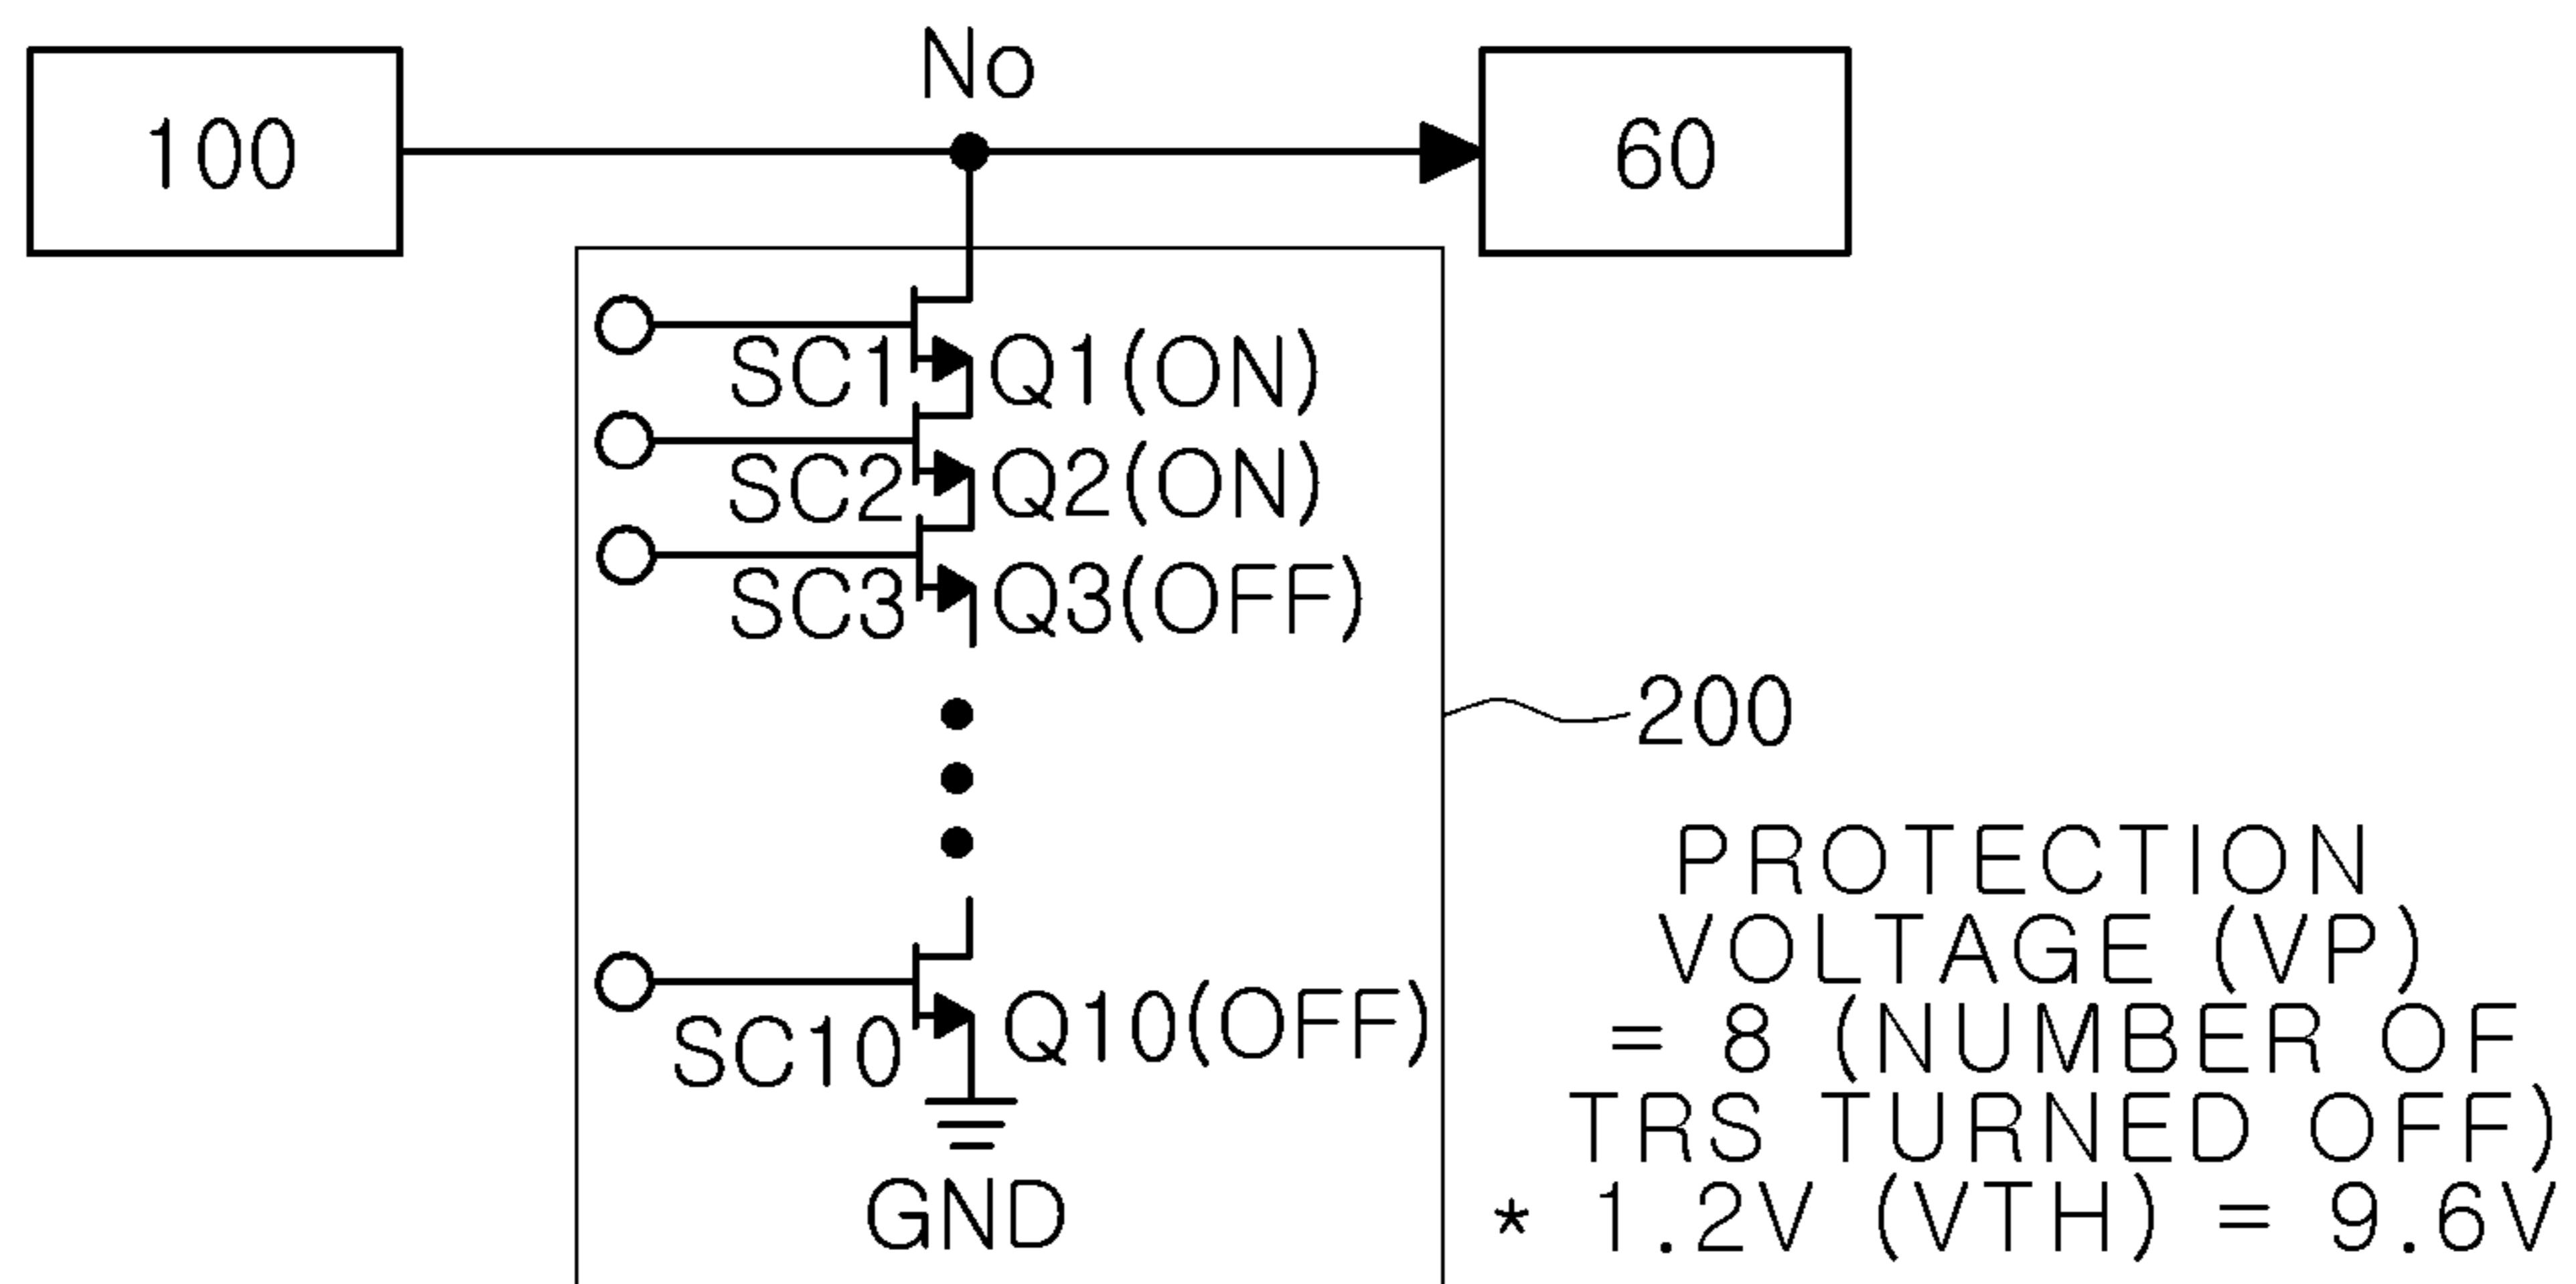 No
100
60
SC1 Q1(ON)
SC2 Q2(ON)
SC3 Q3(OFF)
200
SC10 Q10(OFF)
GND
PROTECTION
VOLTAGE (VP)
= 8 (NUMBER OF
TRS TURNED OFF)
* 1.2V (VTH) = 9.6V